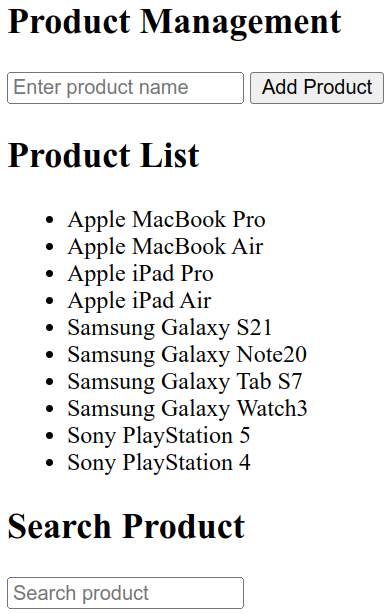 Product Management
Enter product name Add Product
Product List
Apple MacBook Pro
Apple MacBook Air
Apple iPad Pro
Apple iPad Air
Samsung Galaxy S21
Samsung Galaxy Note20
Samsung Galaxy Tab S7
Samsung Galaxy Watch3
Sony PlayStation 5
Sony PlayStation 4
Search Product
Search product